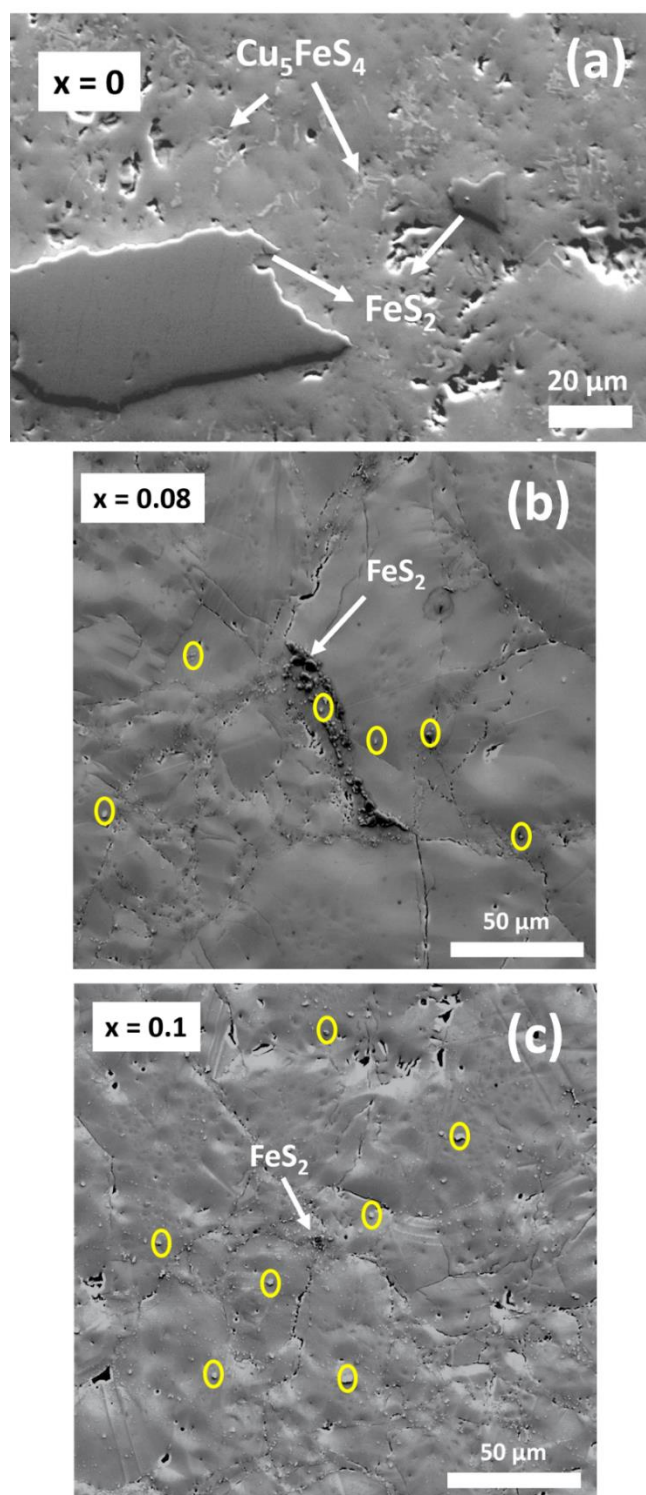 x = 0
Cu₅FeS₄
(a)
FeS₂
20 μm
x = 0.08
(b)
FeS₂
50 μm
x = 0.1
(c)
FeS₂
50 μm